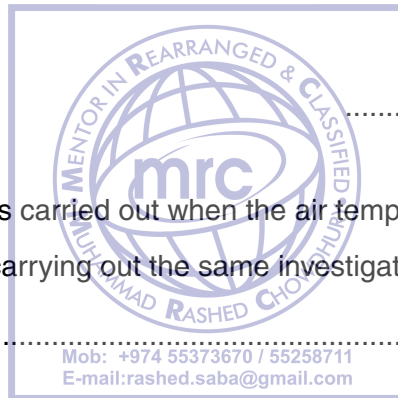 MENTOR IN REARRANGED & CLASSIFIED
mrc
MUHAMMAD RASHED CHOWDHURY
s carried out when the air temp
carrying out the same investigat
Mob: +974 55373670 / 55258711
E-mail:rashed.saba@gmail.com